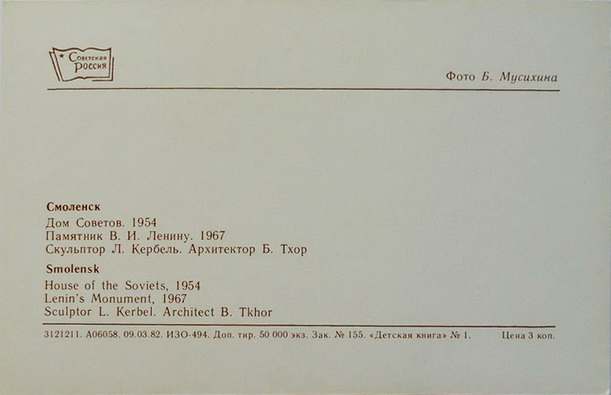 Советская
Россия
Фото Б. Мусихина
Смоленск
Дом Советов. 1954
Памятник В. И. Ленину. 1967
Скульптор Л. Кербель. Архитектор Б. Тхор
Smolensk
House of the Soviets, 1954
Lenin's Monument, 1967
Sculptor L. Kerbel. Architect B. Tkhor
3121211. А06058. 09.03.82. ИЗО-494. Доп. тир. 50 000 экз. Зак. № 155. «Детская книга» № 1. Цена 3 коп.